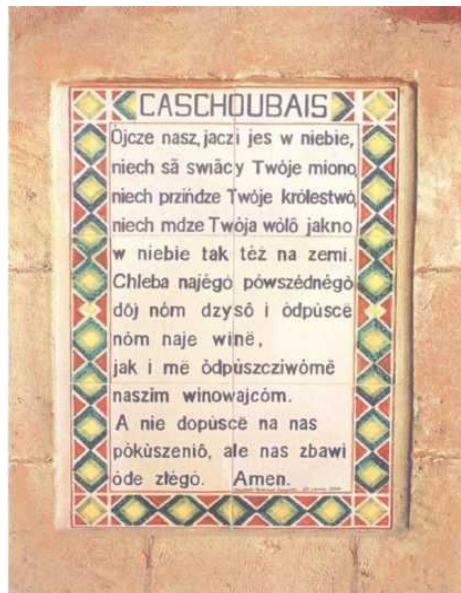 CASCHOUBAIS
Òjcze nasz, jaczi jes w niebie,
niech sã swiãcy Twòje miono,
niech przińdze Twòje królestwò,
niech mdze Twòja wòlô jakno
w niebie tak téż na zemi.
Chleba najégò pòwszédnégò
dôj nóm dzysô i òdpùscë
nóm naje winë,
jak i më òdpùszcziwómë
naszim winowajcóm.
A nie dopùscë na nas
pòkùszeniô, ale nas zbawi
òde złégò. Amen.